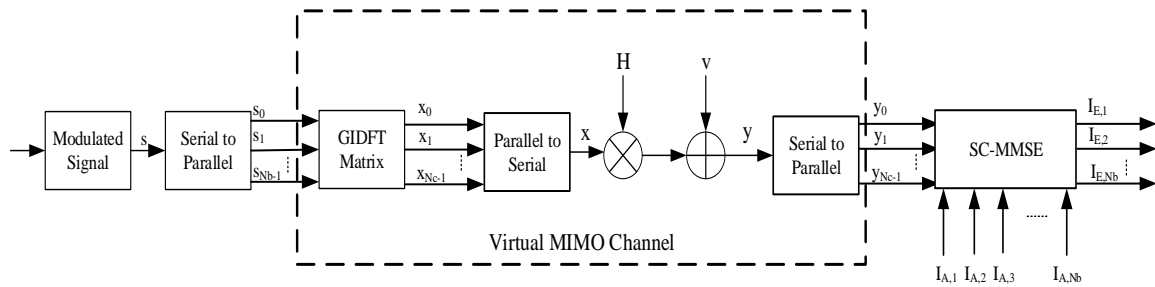 Modulated
Signal
s
Serial to
Parallel
s0
s1
sNb-1
GIDFT
Matrix
x0
x1
xNc-1
Parallel to
Serial
x
H
v
y
Serial to
Parallel
y0
y1
yNc-1
SC-MMSE
IE,1
IE,2
IE,Nb
IA,1
IA,2
IA,3
......
IA,Nb
Virtual MIMO Channel